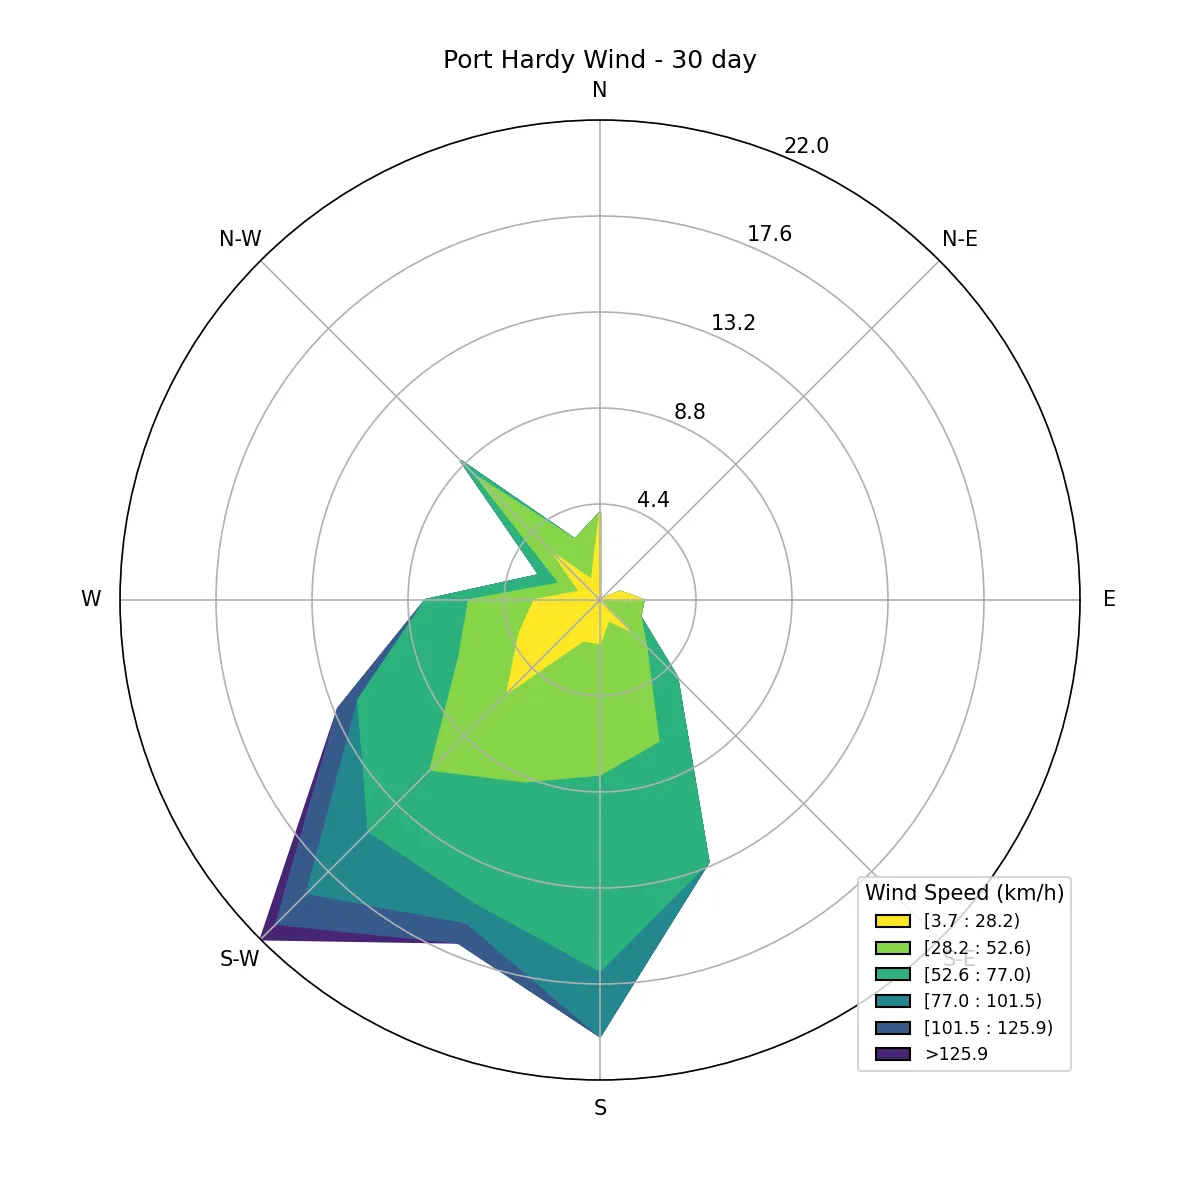 Port Hardy Wind - 30 day
N
22.0
17.6
N-W
N-E
13.2
8.8
4.4
W
E
Wind Speed (km/h)
[3.7 : 28.2)
[28.2 : 52.6)
S-W
S-E
[52.6 : 77.0)
[77.0 : 101.5)
[101.5 : 125.9)
>125.9
S